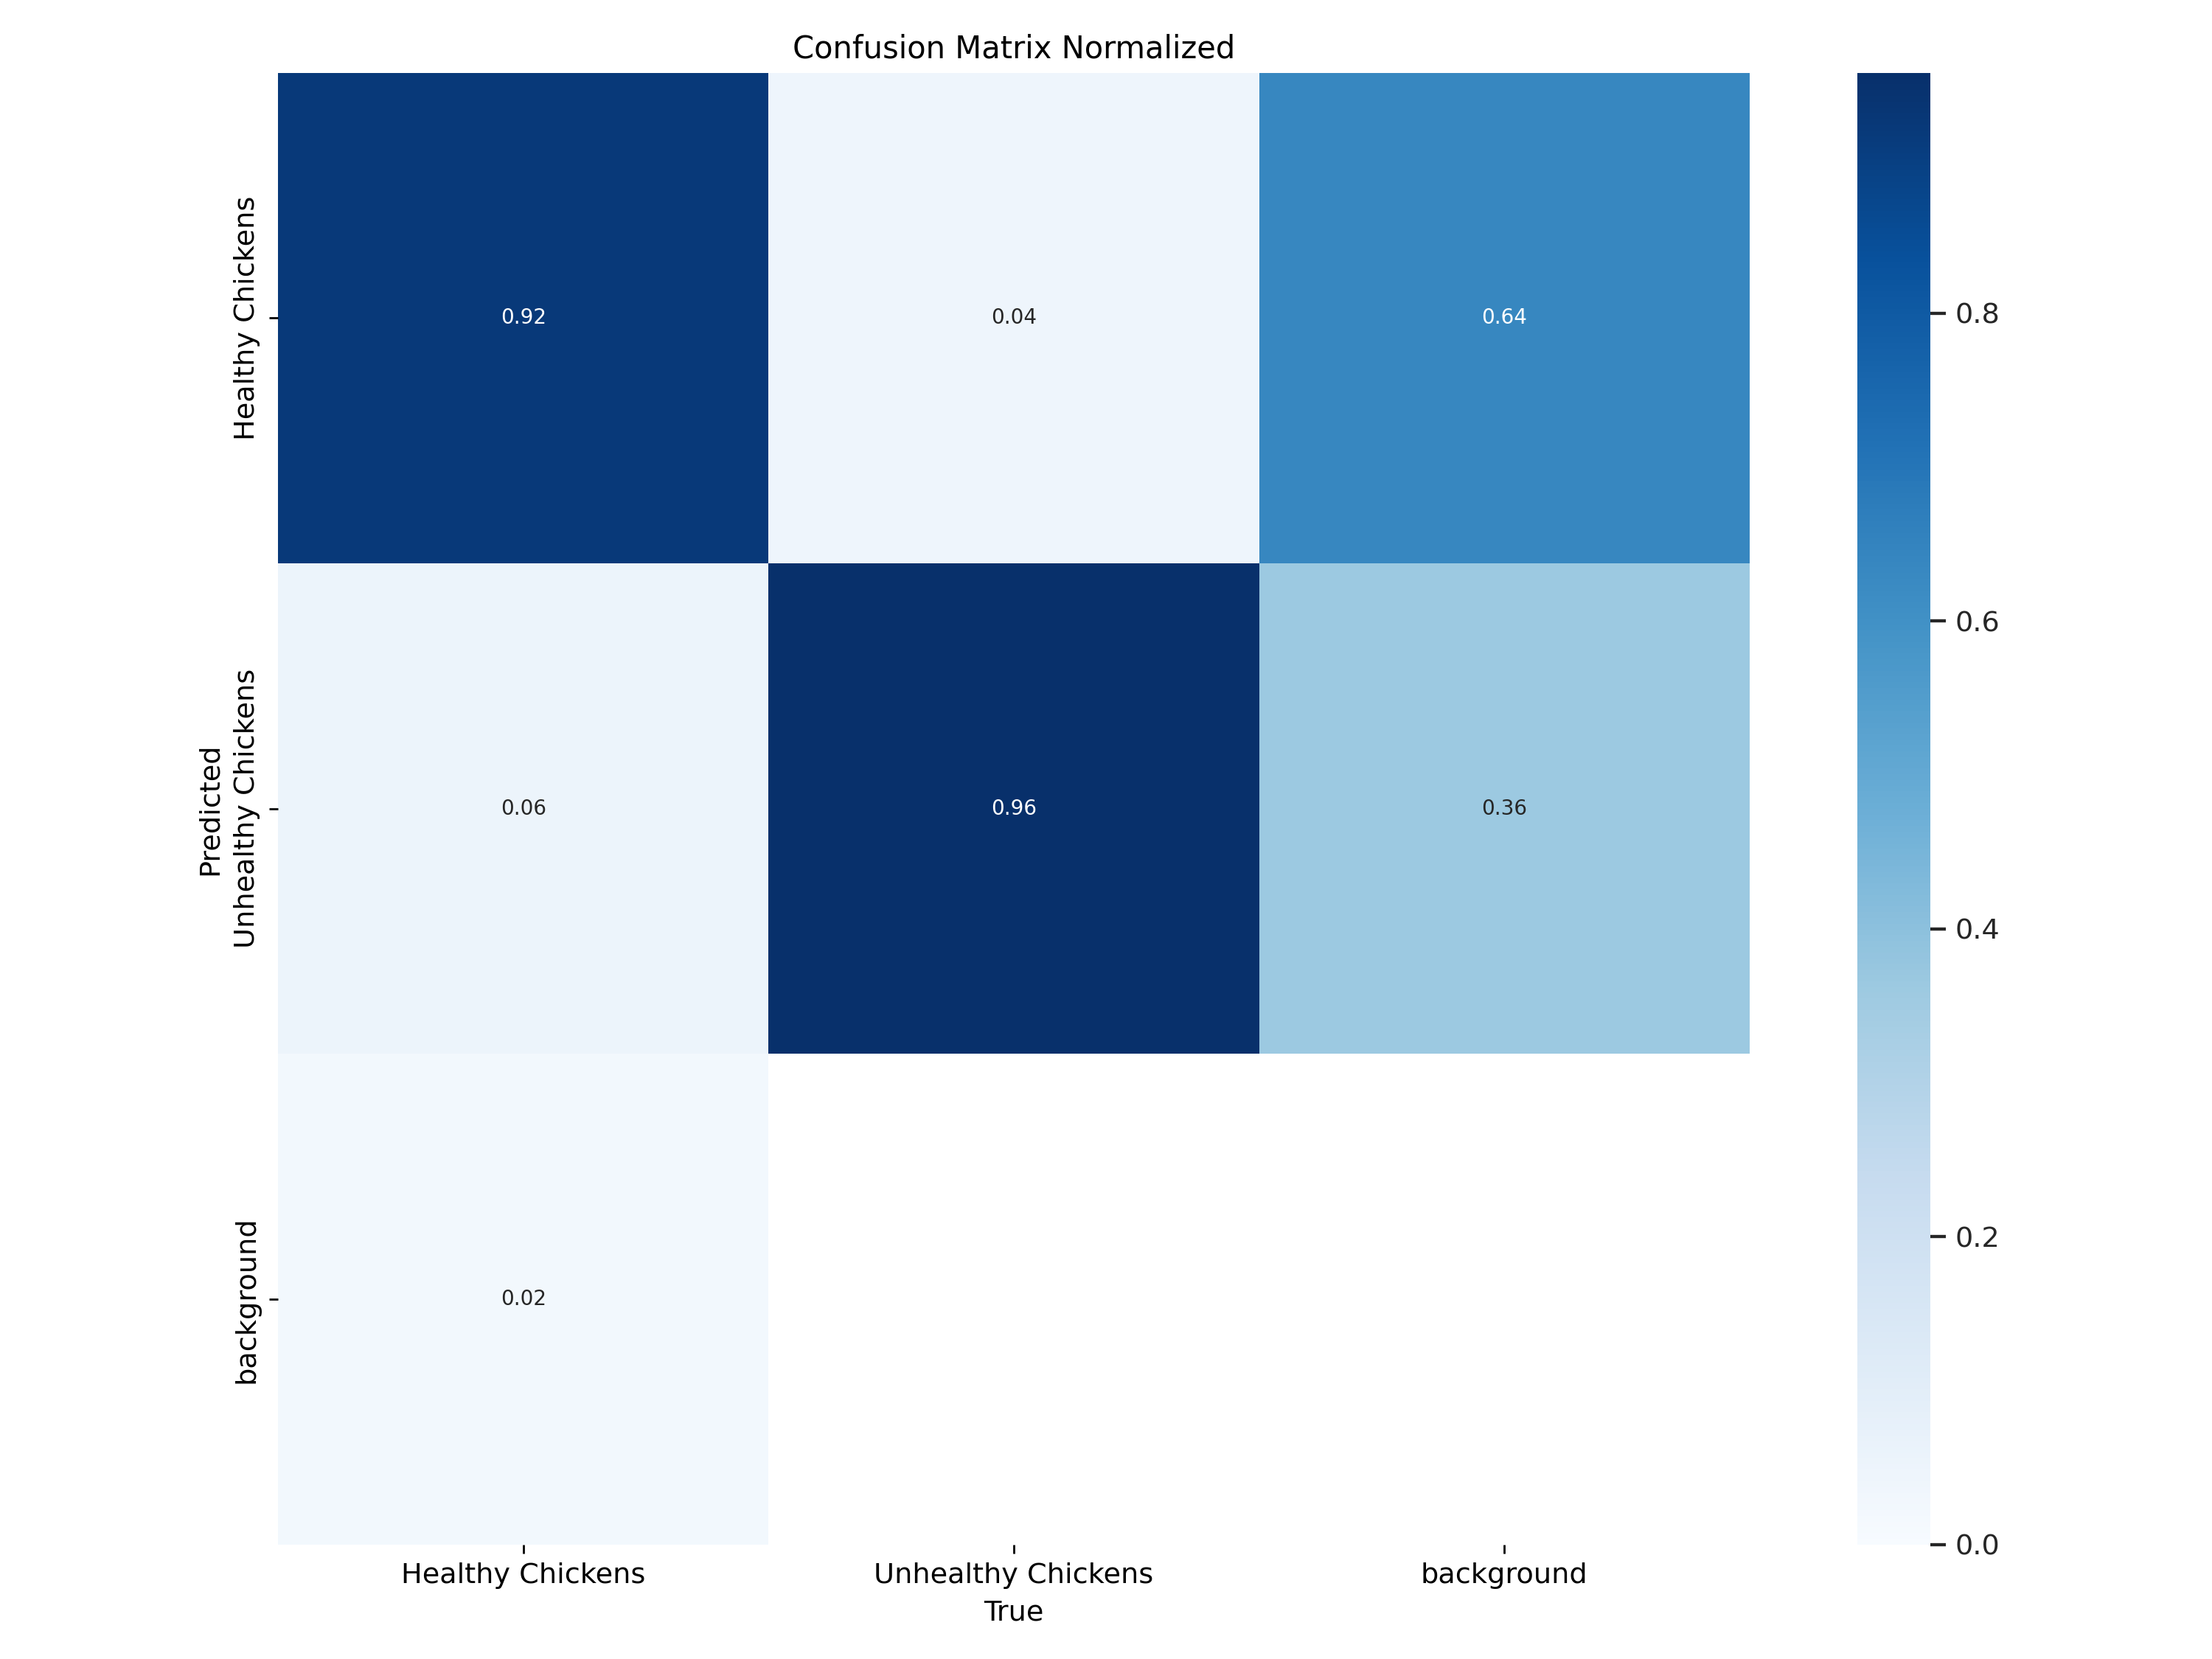 Confusion Matrix Normalized
Healthy Chickens
0.92
0.04
0.64
0.8
0.6
Predicted
Unhealthy Chickens
0.06
0.96
0.36
0.4
0.2
background
0.02
0.0
Healthy Chickens
Unhealthy Chickens
background
True